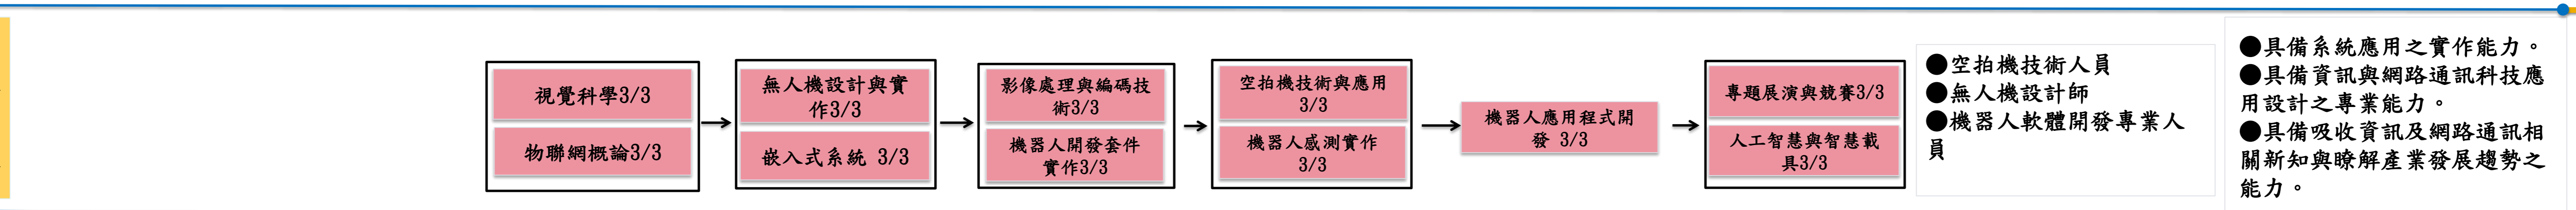 視覺科學3/3
物聯網概論3/3
無人機設計與實
作3/3
嵌入式系統 3/3
影像處理與編碼技
術3/3
機器人開發套件
實作3/3
空拍機技術與應用
3/3
機器人感測實作
3/3
機器人應用程式開
發 3/3
專題展演與競賽3/3
人工智慧與智慧載
具3/3
●空拍機技術人員
●無人機設計師
●機器人軟體開發專業人
員
●具備系統應用之實作能力。
●具備資訊與網路通訊科技應
用設計之專業能力。
●具備吸收資訊及網路通訊相
關新知與瞭解產業發展趨勢之
能力。